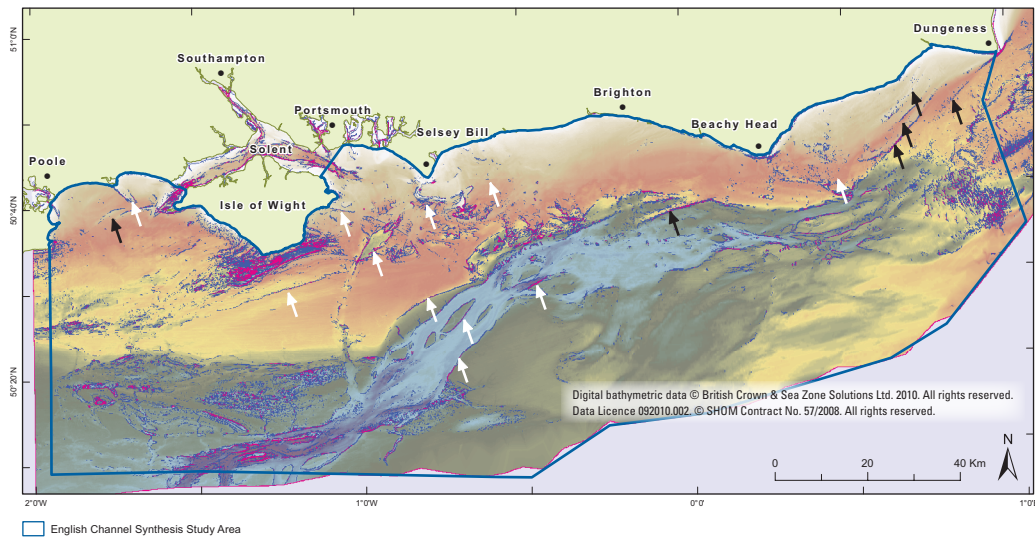 51°0'N
Dungeness
Southampton
Portsmouth
Brighton
Selsey Bill
Beachy Head
Solent
Poole
Isle of Wight
50°40'N
50°20'N
Digital bathymetric data © British Crown & Sea Zone Solutions Ltd. 2010. All rights reserved.
Data Licence 092010.002. © SHOM Contract No. 57/2008. All rights reserved.
N
0 20 40 Km
2°0'W 1°0'W 0°0' 1°0'
English Channel Synthesis Study Area